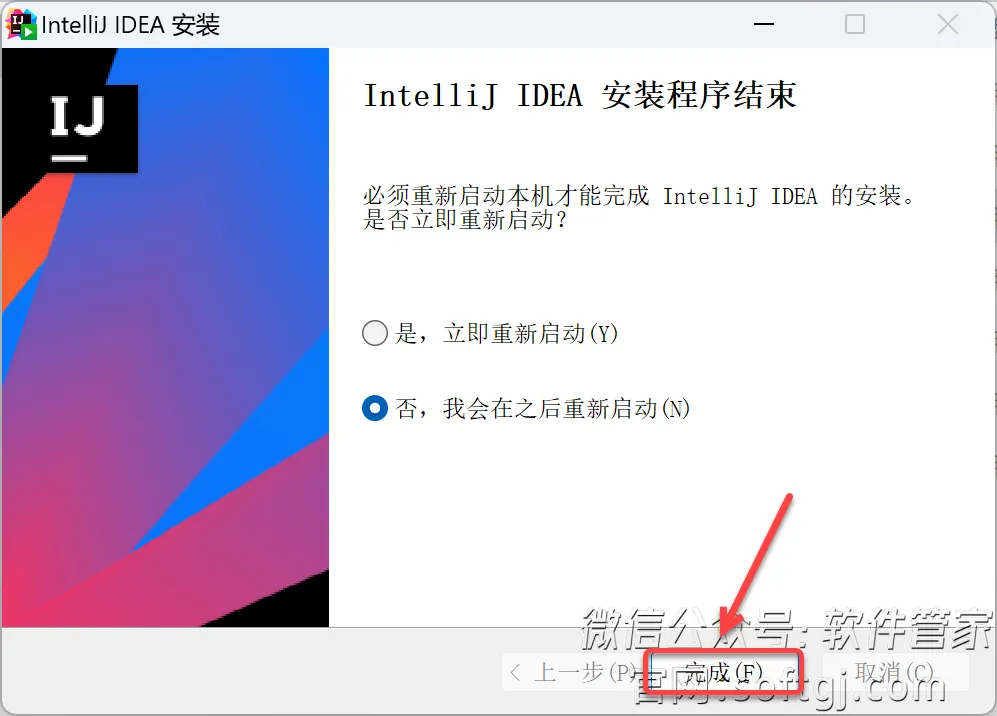 IntelliJ IDEA 安装
IJ
IntelliJ IDEA 安装程序结束
必须重新启动本机才能完成 IntelliJ IDEA 的安装。
是否立即重新启动?
是，立即重新启动(Y)
否，我会在之后重新启动(N)
微信公众号: 软件管家
< 上一步(P) 完成(F) 取消(C)
官网: softgj.com